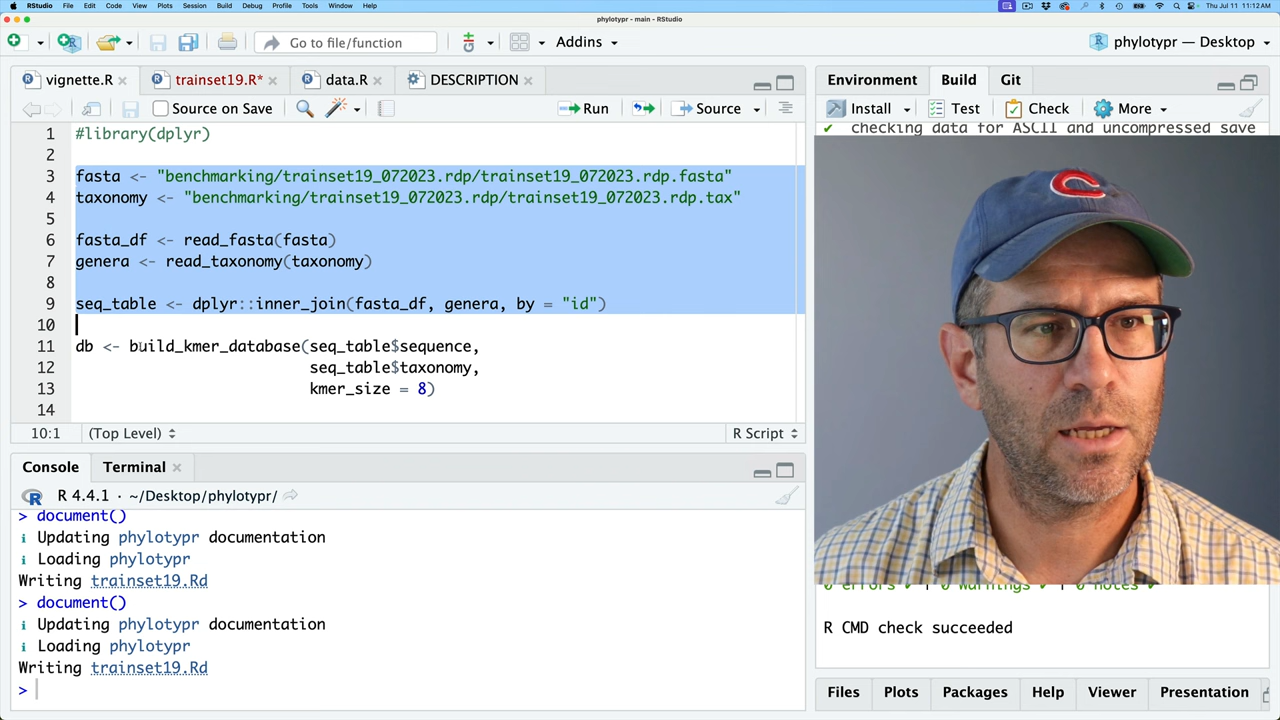 RStudio File Edit Code View Plots Session Build Debug Profile Tools Window Help Thu Jul 11 11:12 AM
phylotypr - main - RStudio
Go to file/function Addins phylotypr — Desktop
vignette.R trainset19.R* data.R DESCRIPTION
Source on Save Run Source
1 #library(dplyr)
2
3 fasta <- "benchmarking/trainset19_072023.rdp/trainset19_072023.rdp.fasta"
4 taxonomy <- "benchmarking/trainset19_072023.rdp/trainset19_072023.rdp.tax"
5
6 fasta_df <- read_fasta(fasta)
7 genera <- read_taxonomy(taxonomy)
8
9 seq_table <- dplyr::inner_join(fasta_df, genera, by = "id")
10
11 db <- build_kmer_database(seq_table$sequence,
12 seq_table$taxonomy,
13 kmer_size = 8)
14
10:1 (Top Level) R Script
Console Terminal
R 4.4.1 · ~/Desktop/phylotypr/
> document()
i Updating phylotypr documentation
i Loading phylotypr
Writing trainset19.Rd
> document()
i Updating phylotypr documentation
i Loading phylotypr
Writing trainset19.Rd
>
Environment Build Git
Install Test Check More
✔ checking data for ASCII and uncompressed save
0 errors ✔ | 0 warnings ✔ | 0 notes ✔
R CMD check succeeded
Files Plots Packages Help Viewer Presentation